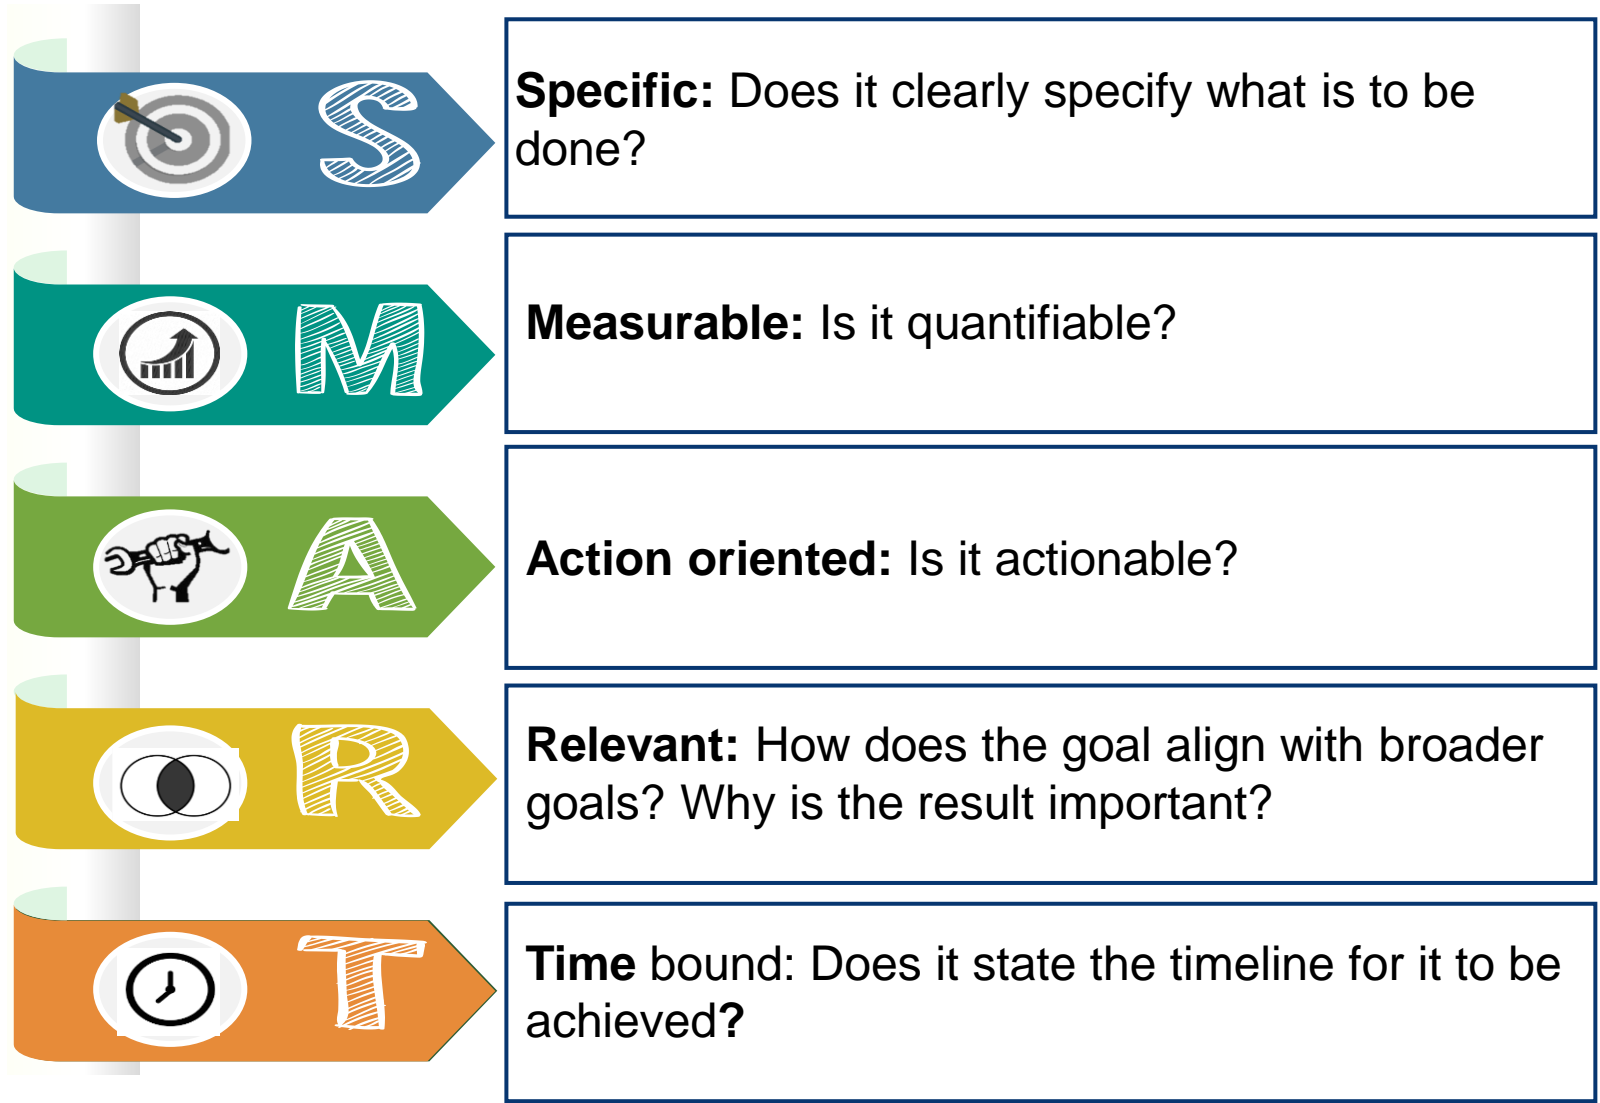 S
Specific: Does it clearly specify what is to be
done?
M
Measurable: Is it quantifiable?
A
Action oriented: Is it actionable?
R
Relevant: How does the goal align with broader
goals? Why is the result important?
T
Time bound: Does it state the timeline for it to be
achieved?